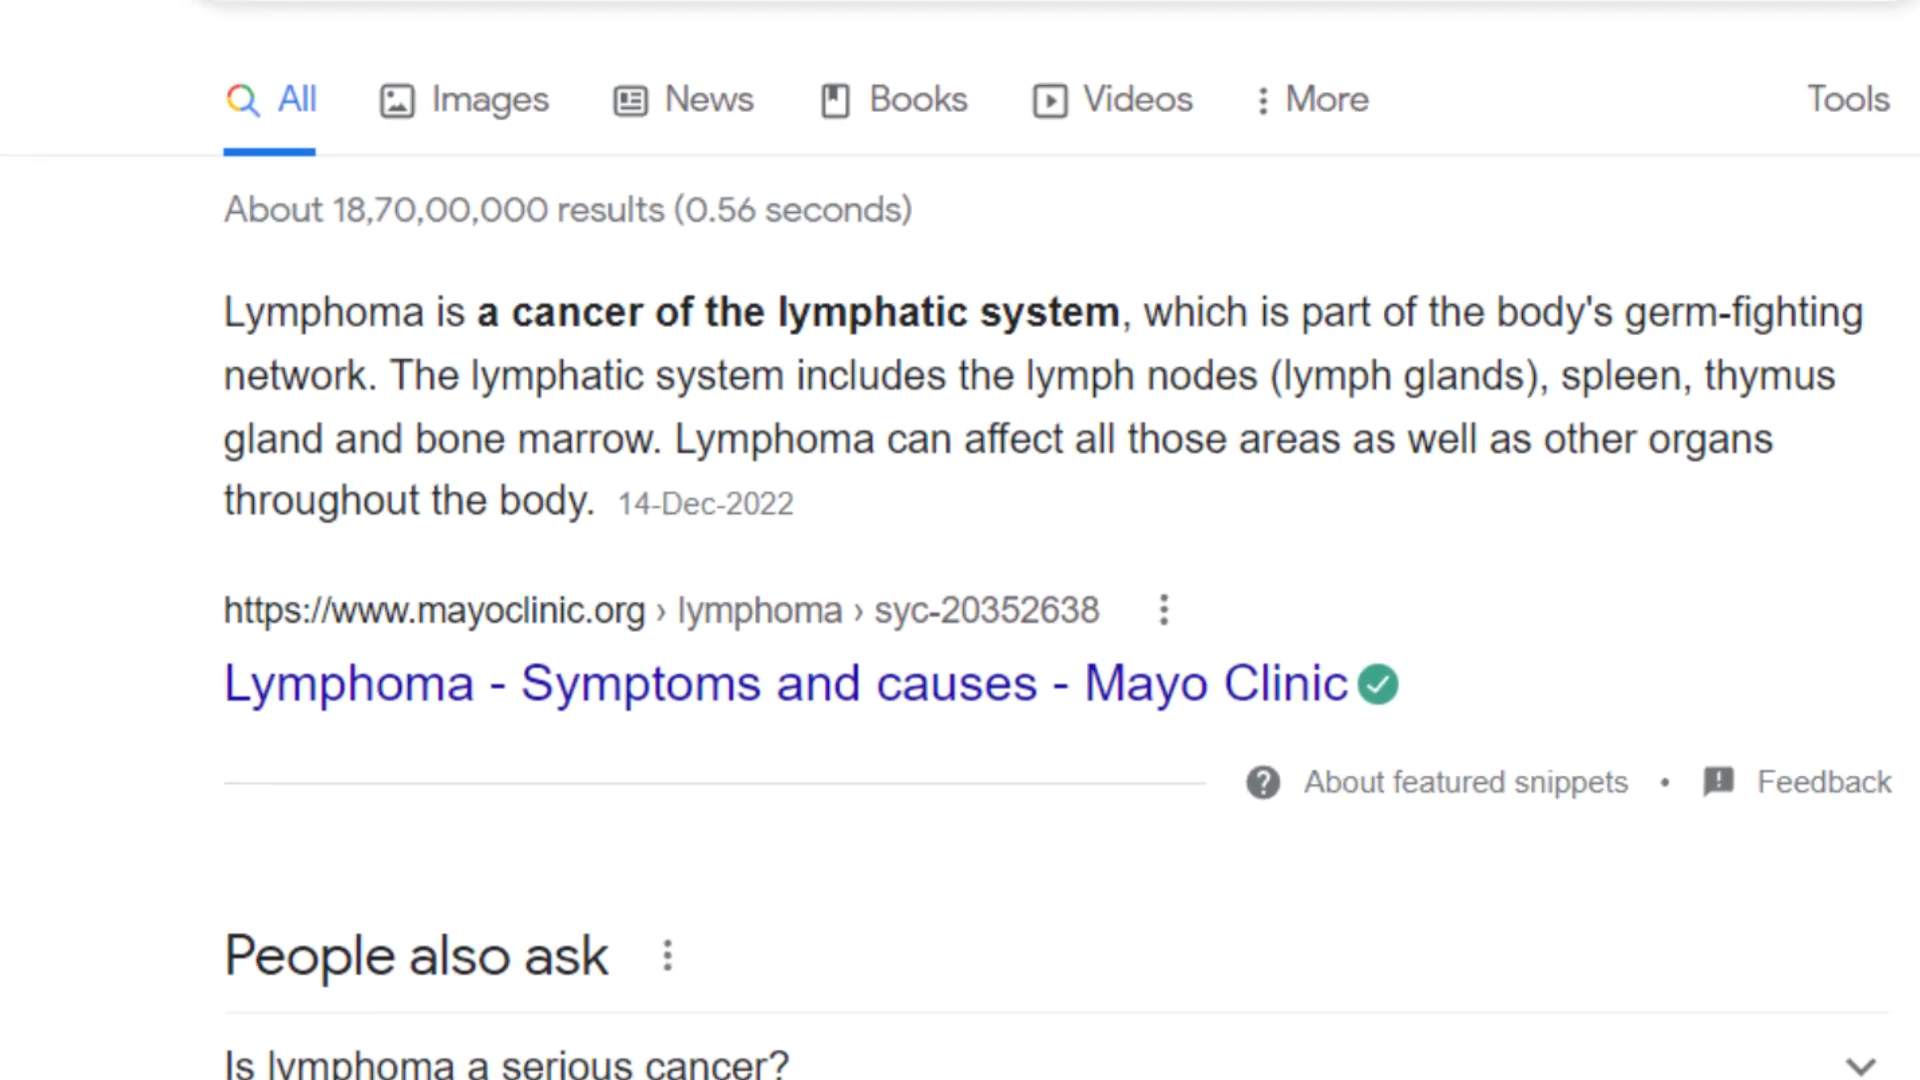 All Images News Books Videos More Tools
About 18,70,00,000 results (0.56 seconds)
Lymphoma is a cancer of the lymphatic system, which is part of the body's germ-fighting
network. The lymphatic system includes the lymph nodes (lymph glands), spleen, thymus
gland and bone marrow. Lymphoma can affect all those areas as well as other organs
throughout the body. 14-Dec-2022
https://www.mayoclinic.org › lymphoma › syc-20352638
Lymphoma - Symptoms and causes - Mayo Clinic
About featured snippets • Feedback
People also ask
Is lymphoma a serious cancer?